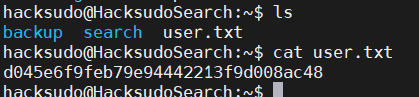 hacksudo@HacksudoSearch:~$ ls
backup  search  user.txt
hacksudo@HacksudoSearch:~$ cat user.txt
d045e6f9feb79e94442213f9d008ac48
hacksudo@HacksudoSearch:~$